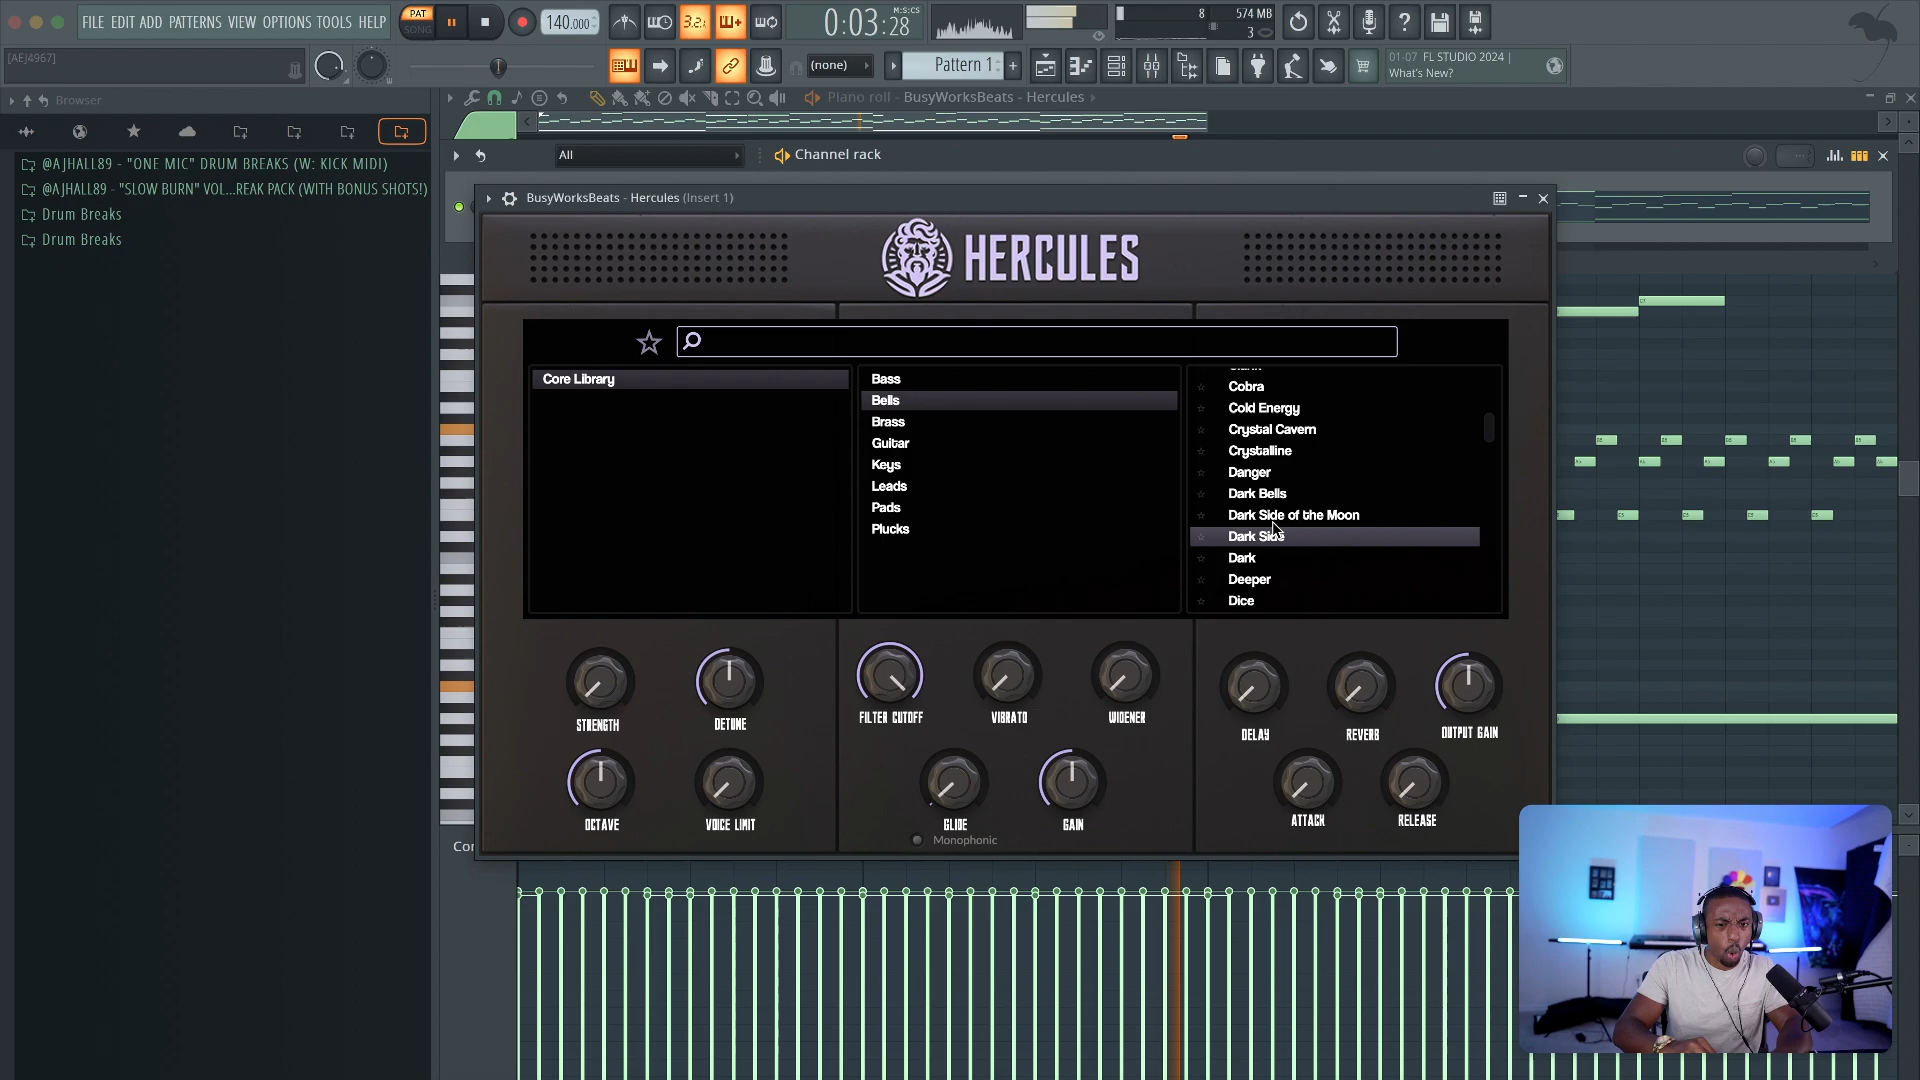 FILE EDIT ADD PATTERNS VIEW OPTIONS TOOLS HELP
PAT
SONG
140.000
3.2.
0:03:28
M:S:CS
8
574 MB
3
[AEJ4967]
(none)
Pattern 1
+
01-07 FL STUDIO 2024 |
What's New?
Browser
Piano roll - BusyWorksBeats - Hercules
All
Channel rack
@AJHALL89 - "ONE MIC" DRUM BREAKS (W: KICK MIDI)
@AJHALL89 - "SLOW BURN" VOL...REAK PACK (WITH BONUS SHOTS!)
Drum Breaks
Drum Breaks
BusyWorksBeats - Hercules (Insert 1)
HERCULES
Core Library
Bass
Bells
Brass
Guitar
Keys
Leads
Pads
Plucks
Cobra
Cold Energy
Crystal Cavern
Crystalline
Danger
Dark Bells
Dark Side of the Moon
Dark Side
Dark
Deeper
Dice
STRENGTH
DETUNE
FILTER CUTOFF
VIBRATO
WIDENER
DELAY
REVERB
OUTPUT GAIN
OCTAVE
VOICE LIMIT
GLIDE
GAIN
ATTACK
RELEASE
Monophonic